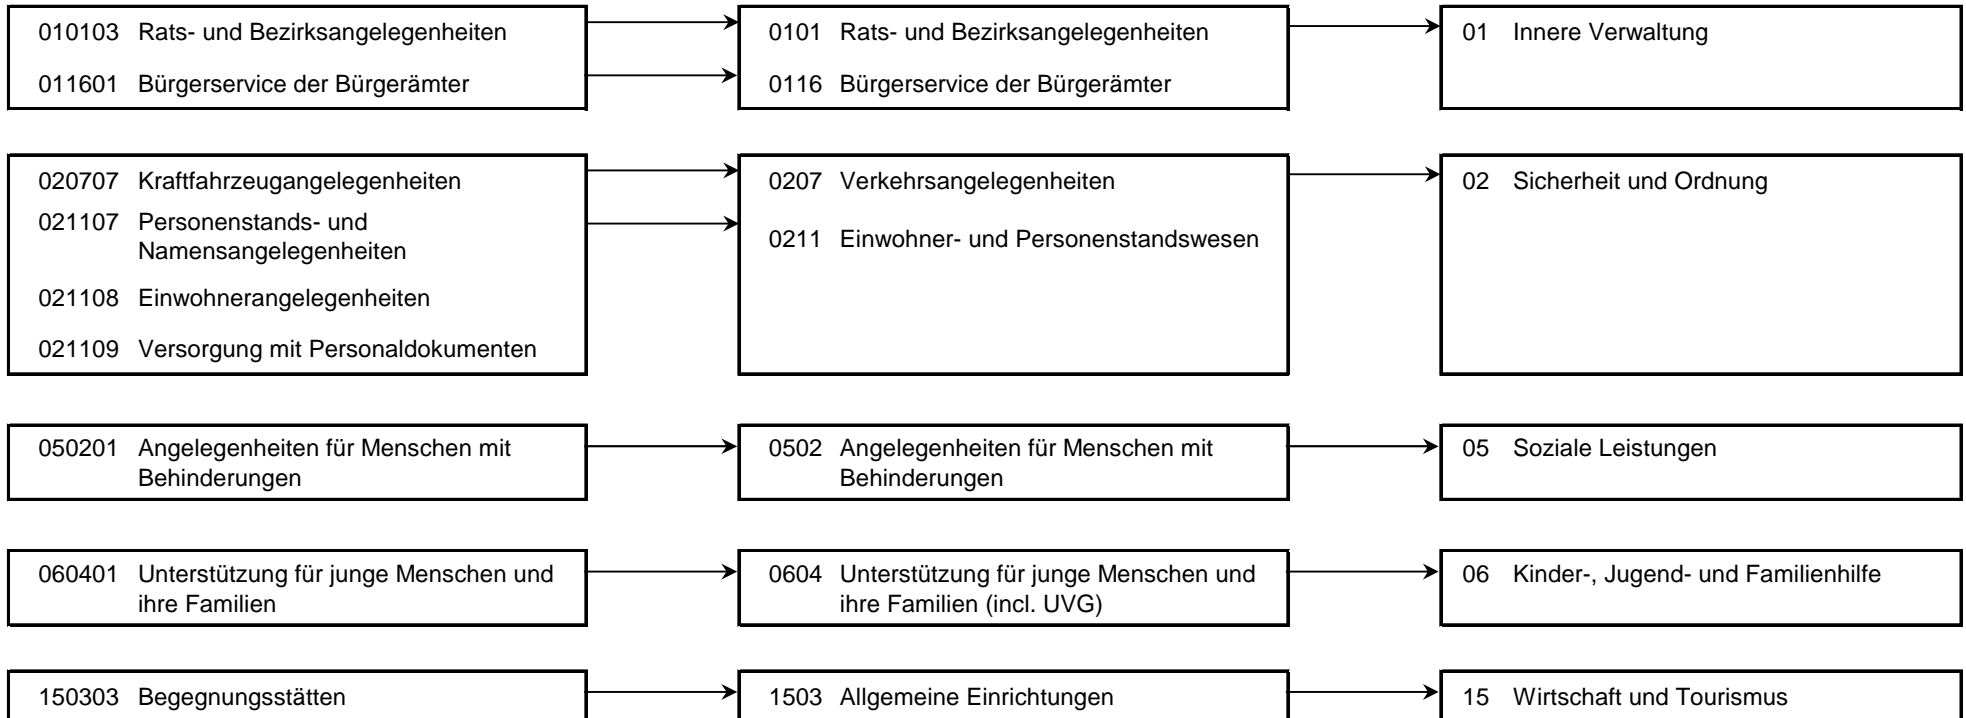 010103 Rats- und Bezirksangelegenheiten
011601 Bürgerservice der Bürgerämter
0101 Rats- und Bezirksangelegenheiten
0116 Bürgerservice der Bürgerämter
01 Innere Verwaltung
020707 Kraftfahrzeugangelegenheiten
021107 Personenstands- und
Namensangelegenheiten
021108 Einwohnerangelegenheiten
021109 Versorgung mit Personaldokumenten
0207 Verkehrsangelegenheiten
0211 Einwohner- und Personenstandswesen
02 Sicherheit und Ordnung
050201 Angelegenheiten für Menschen mit
Behinderungen
0502 Angelegenheiten für Menschen mit
Behinderungen
05 Soziale Leistungen
060401 Unterstützung für junge Menschen und
ihre Familien
0604 Unterstützung für junge Menschen und
ihre Familien (incl. UVG)
06 Kinder-, Jugend- und Familienhilfe
150303 Begegnungsstätten
1503 Allgemeine Einrichtungen
15 Wirtschaft und Tourismus